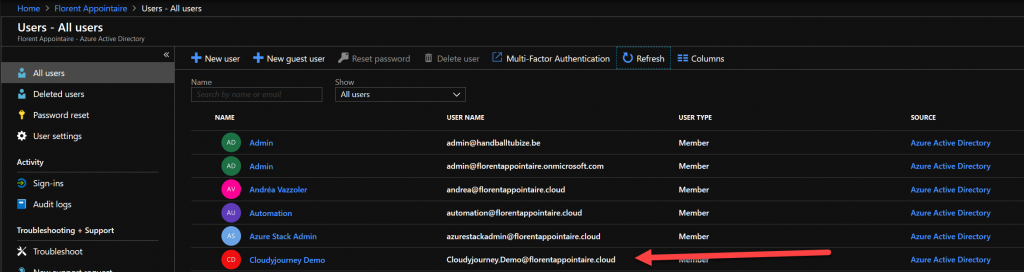 Home > Florent Appointaire > Users - All users
Users - All users
Florent Appointaire - Azure Active Directory
«
New user New guest user Reset password Delete user Multi-Factor Authentication Refresh Columns
All users
Deleted users
Password reset
User settings
Activity
Sign-ins
Audit logs
Troubleshooting + Support
Troubleshoot
New support request
Name Show
Search by name or email All users
NAME USER NAME USER TYPE SOURCE
AD Admin admin@handballtubize.be Member Azure Active Directory
AD Admin admin@florentappointaire.onmicrosoft.com Member Azure Active Directory
AV Andréa Vazzoler andrea@florentappointaire.cloud Member Azure Active Directory
AU Automation automation@florentappointaire.cloud Member Azure Active Directory
AS Azure Stack Admin azurestackadmin@florentappointaire.cloud Member Azure Active Directory
CD Cloudyjourney Demo Cloudyjourney.Demo@florentappointaire.cloud Member Azure Active Directory